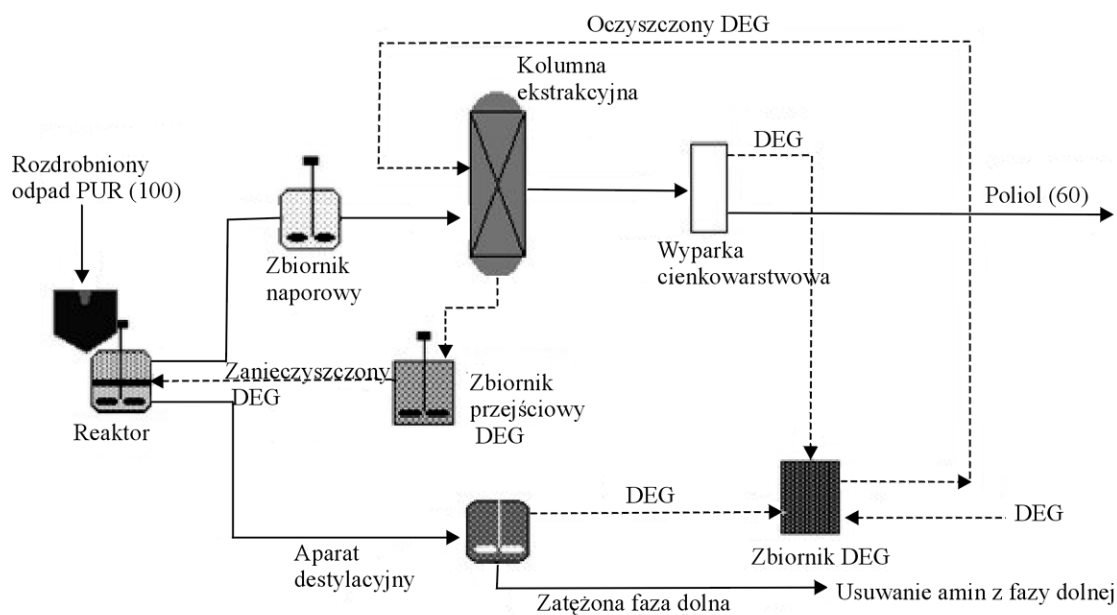 Oczyszczony DEG
Kolumna
ekstrakcyjna
DEG
Rozdrobniony
odpad PUR (100)
Poliol (60)
Zbiornik
naporowy
Wyparka
cienkowarstwowa
Zanieczyszczony
DEG
Zbiornik
przejściowy
DEG
Reaktor
DEG
DEG
Aparat
destylacyjny
Zbiornik DEG
Zatężona faza dolna
Usuwanie amin z fazy dolnej